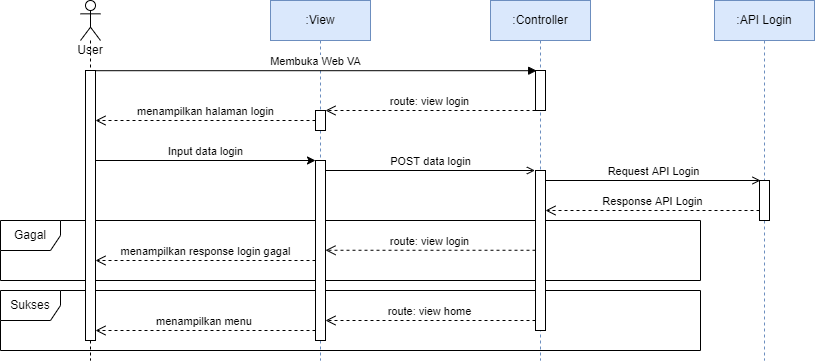 User
:View
:Controller
:API Login
Membuka Web VA
route: view login
menampilkan halaman login
Input data login
POST data login
Request API Login
Response API Login
Gagal
route: view login
menampilkan response login gagal
Sukses
route: view home
menampilkan menu